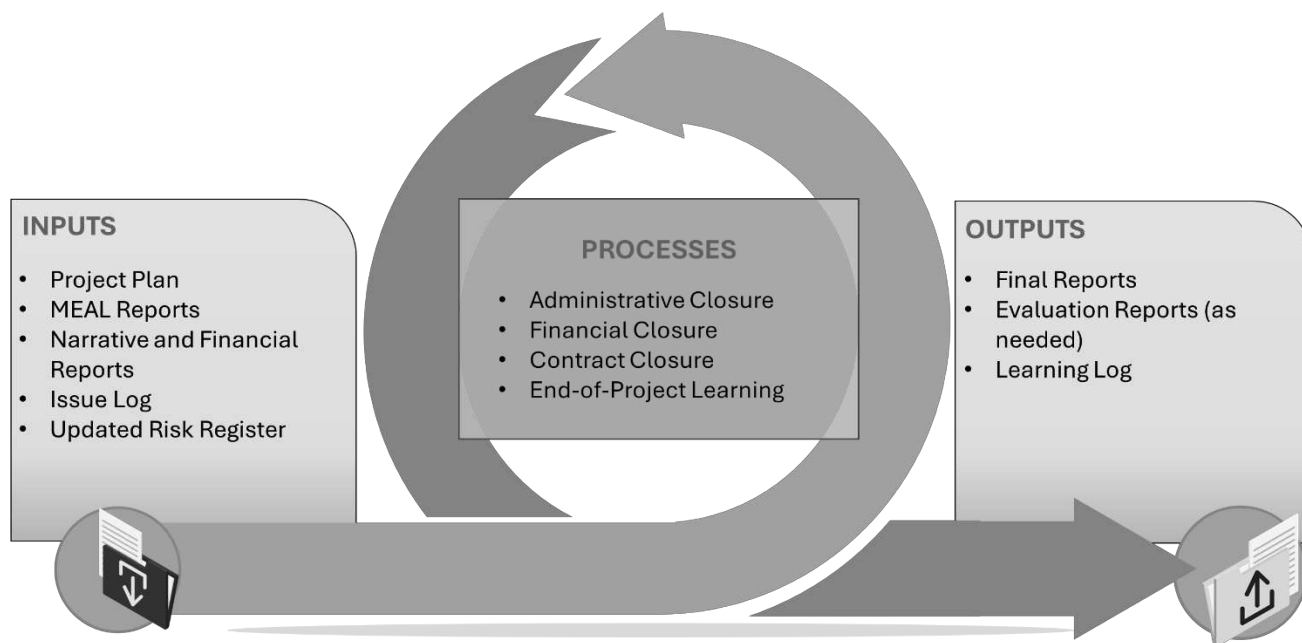 INPUTS
• Project Plan
• MEAL Reports
• Narrative and Financial
Reports
• Issue Log
• Updated Risk Register
PROCESSES
• Administrative Closure
• Financial Closure
• Contract Closure
• End-of-Project Learning
OUTPUTS
• Final Reports
• Evaluation Reports (as
needed)
• Learning Log